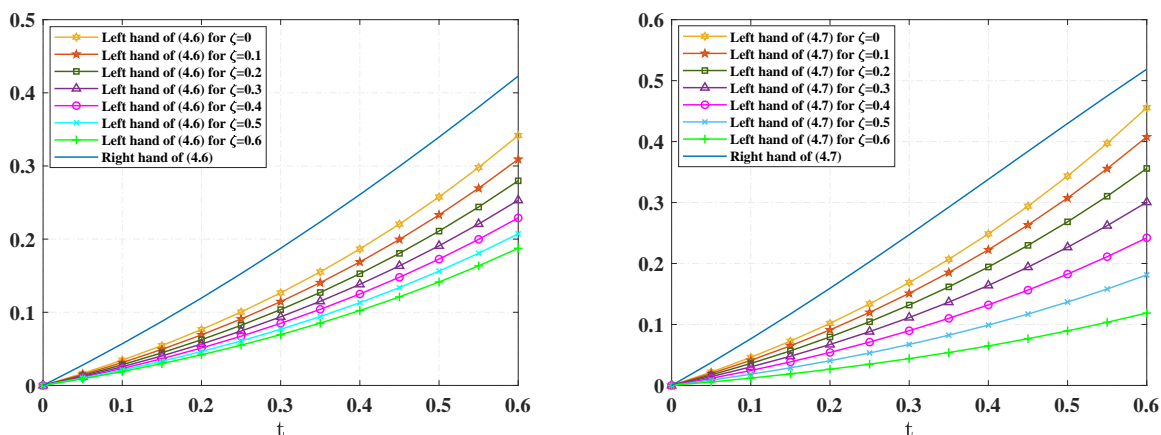 0.5
0.4
0.3
0.2
0.1
0
0 0.1 0.2 0.3 0.4 0.5 0.6
t
Left hand of (4.6) for ζ=0
Left hand of (4.6) for ζ=0.1
Left hand of (4.6) for ζ=0.2
Left hand of (4.6) for ζ=0.3
Left hand of (4.6) for ζ=0.4
Left hand of (4.6) for ζ=0.5
Left hand of (4.6) for ζ=0.6
Right hand of (4.6)
0.6
0.5
0.4
0.3
0.2
0.1
0
0 0.1 0.2 0.3 0.4 0.5 0.6
t
Left hand of (4.7) for ζ=0
Left hand of (4.7) for ζ=0.1
Left hand of (4.7) for ζ=0.2
Left hand of (4.7) for ζ=0.3
Left hand of (4.7) for ζ=0.4
Left hand of (4.7) for ζ=0.5
Left hand of (4.7) for ζ=0.6
Right hand of (4.7)